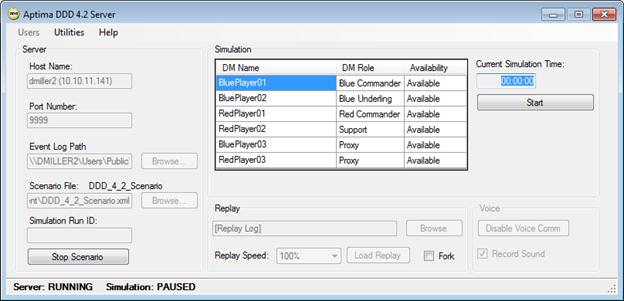 Aptima DDD 4.2 Server
Users Utilities Help
Server
Host Name:
dmiller2 (10.10.11.141)
Port Number:
9999
Event Log Path
\\DMILLER2\Users\Public\
Browse...
Scenario File: DDD_4_2_Scenario
nt\DDD_4_2_Scenario.xml
Browse...
Simulation Run ID:
Stop Scenario
Simulation
DM Name DM Role Availability
BluePlayer01 Blue Commander Available
BluePlayer02 Blue Underling Available
RedPlayer01 Red Commander Available
RedPlayer02 Support Available
BluePlayer03 Proxy Available
RedPlayer03 Proxy Available
Current Simulation Time:
00:00:00
Start
Replay
[Replay Log] Browse
Replay Speed: 100% Load Replay Fork
Voice
Disable Voice Comm
Record Sound
Server: RUNNING Simulation: PAUSED